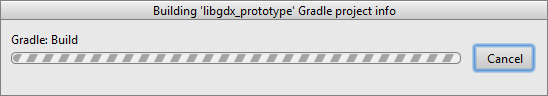 Building 'libgdx_prototype' Gradle project info
Gradle: Build
Cancel